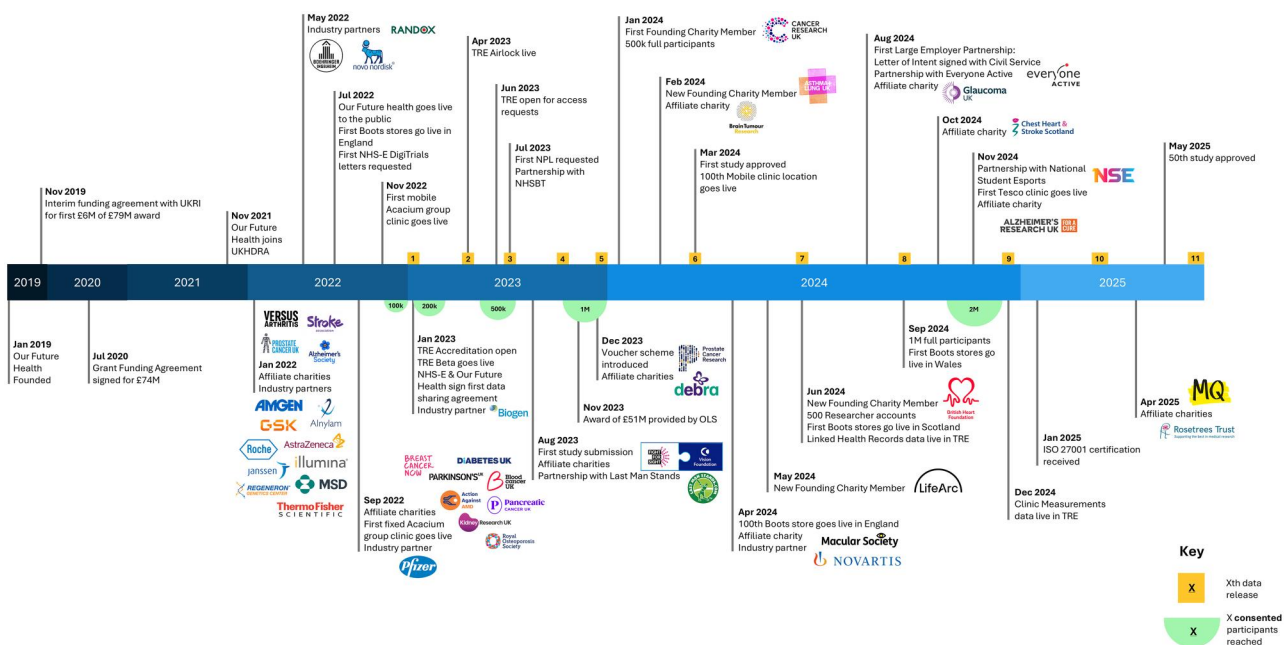 May 2022
Industry partners
RANDOX
BOEHRINGER
INGELHEIM
novo nordisk®
Jul 2022
Our Future health goes live
to the public
First Boots stores go live in
England
First NHS-E DigiTrials
letters requested
Nov 2022
First mobile
Acacium group
clinic goes live
Apr 2023
TRE Airlock live
Jun 2023
TRE open for access
requests
Jul 2023
First NPL requested
Partnership with
NHSBT
Jan 2024
First Founding Charity Member
500k full participants
CANCER
RESEARCH
UK
Feb 2024
New Founding Charity Member
Affiliate charity
ASTHMA+
LUNG UK
Brain Tumour
Research
Mar 2024
First study approved
100th Mobile clinic location
goes live
Aug 2024
First Large Employer Partnership:
Letter of Intent signed with Civil Service
Partnership with Everyone Active
Affiliate charity
everyone
ACTIVE
Glaucoma
UK
Oct 2024
Affiliate charity
Chest Heart &
Stroke Scotland
Nov 2024
Partnership with National
Student Esports
First Tesco clinic goes live
Affiliate charity
NSE
ALZHEIMER'S
RESEARCH UK
FOR A
CURE
May 2025
50th study approved
Nov 2019
Interim funding agreement with UKRI
for first £6M of £79M award
Nov 2021
Our Future
Health joins
UKHDRA
1
2
3
4
5
6
7
8
9
10
11
2019
2020
2021
2022
2023
2024
2025
100k
200k
500k
1M
2M
Jan 2019
Our Future
Health
Founded
Jul 2020
Grant Funding Agreement
signed for £74M
VERSUS
ARTHRITIS
Stroke
ASSOCIATION
PROSTATE
CANCER UK
Alzheimer's
Society
Jan 2022
Affiliate charities
Industry partners
AMGEN
GSK
Alnylam
Roche
AstraZeneca
janssen
illumina®
REGENERON
GENETICS CENTER
MSD
ThermoFisher
SCIENTIFIC
Sep 2022
Affiliate charities
First fixed Acacium
group clinic goes live
Industry partner
Pfizer
BREAST
CANCER
NOW
DIABETES UK
PARKINSON'S UK
Blood
cancer
UK
Action
Against
AMD
Pancreatic
CANCER UK
Kidney Research UK
Royal
Osteoporosis
Society
Jan 2023
TRE Accreditation open
TRE Beta goes live
NHS-E & Our Future
Health sign first data
sharing agreement
Industry partner
Biogen
Aug 2023
First study submission
Affiliate charities
Partnership with Last Man Stands
FIGHT
FOR
SIGHT
Vision
Foundation
Nov 2023
Award of £51M provided by OLS
Dec 2023
Voucher scheme
introduced
Affiliate charities
Prostate
Cancer
Research
debra
Apr 2024
100th Boots store goes live in England
Affiliate charity
Industry partner
Macular Society
NOVARTIS
May 2024
New Founding Charity Member
LifeArc
Jun 2024
New Founding Charity Member
500 Researcher accounts
First Boots stores go live in Scotland
Linked Health Records data live in TRE
British Heart
Foundation
Sep 2024
1M full participants
First Boots stores go
live in Wales
Dec 2024
Clinic Measurements
data live in TRE
Jan 2025
ISO 27001 certification
received
Apr 2025
Affiliate charities
MQ
Rosetrees Trust
Supporting the best in medical research
Key
X
Xth data
release
X
X consented
participants
reached